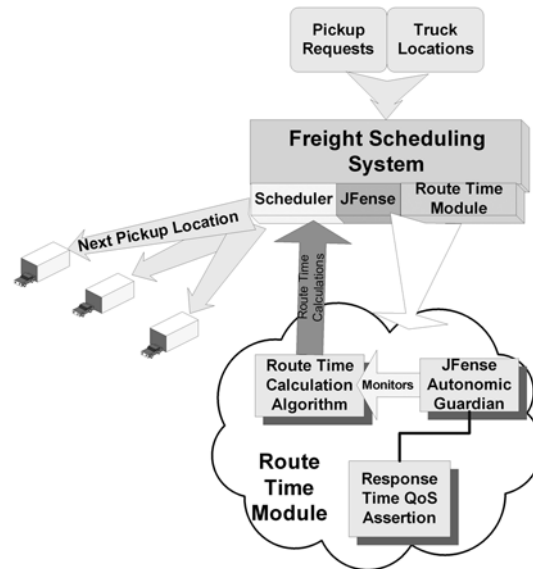 Pickup
Requests
Truck
Locations
Freight Scheduling
System
Scheduler
JFense
Route Time
Module
Next Pickup Location
Route Time
Calculations
Route Time
Calculation
Algorithm
Monitors
JFense
Autonomic
Guardian
Route
Time
Module
Response
Time QoS
Assertion